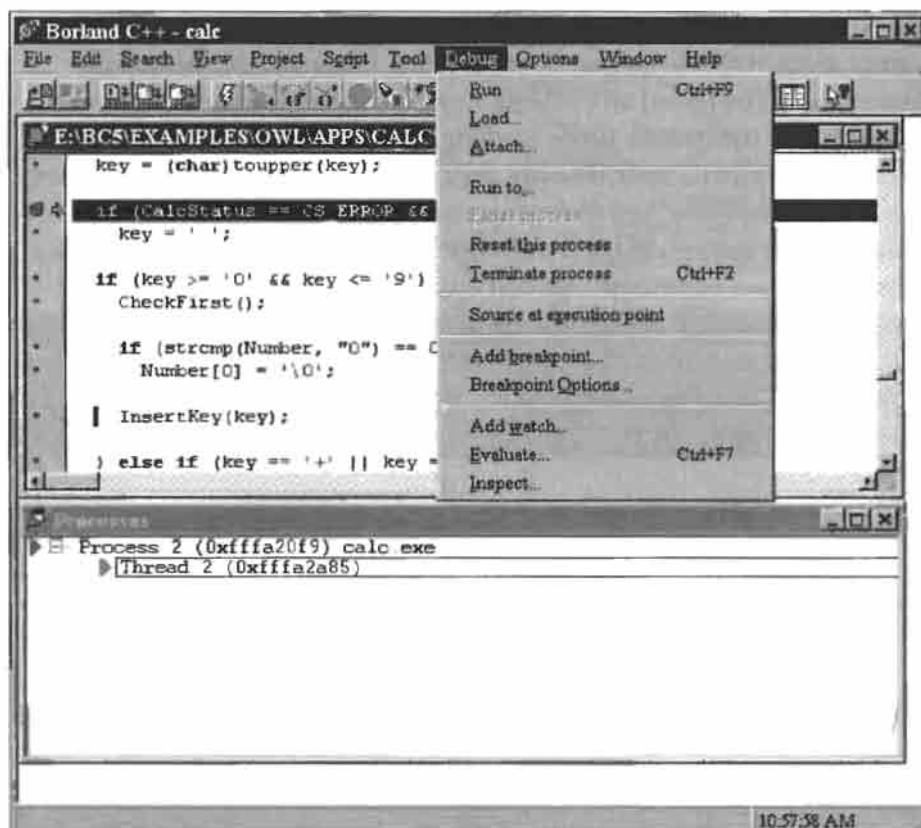 Borland C++ - calc
File Edit Search View Project Script Tool Debug Options Window Help
E:\BC5\EXAMPLES\OWL\APPS\CALC
key = (char)toupper(key);
if (CalcStatus == CS_ERROR &&
key = ' ';
if (key >= '0' && key <= '9')
CheckFirst();
if (strcmp(Number, "0") ==
Number[0] = '\0';
InsertKey(key);
} else if (key == '+' || key =
Run Ctrl+F9
Load...
Attach...
Run to...
Reset this process
Terminate process Ctrl+F2
Source at execution point
Add breakpoint...
Breakpoint Options...
Add watch...
Evaluate... Ctrl+F7
Inspect...
Processes
Process 2 (0xfffa20f9) calc.exe
Thread 2 (0xfffa2a85)
10:57:58 AM